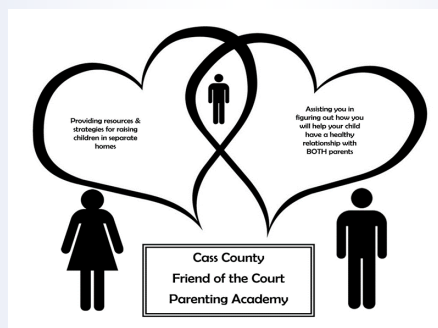 Providing resources &
strategies for raising
children in separate
homes
Assisting you in
figuring out how you
will help your child
have a healthy
relationship with
BOTH parents
Cass County
Friend of the Court
Parenting Academy